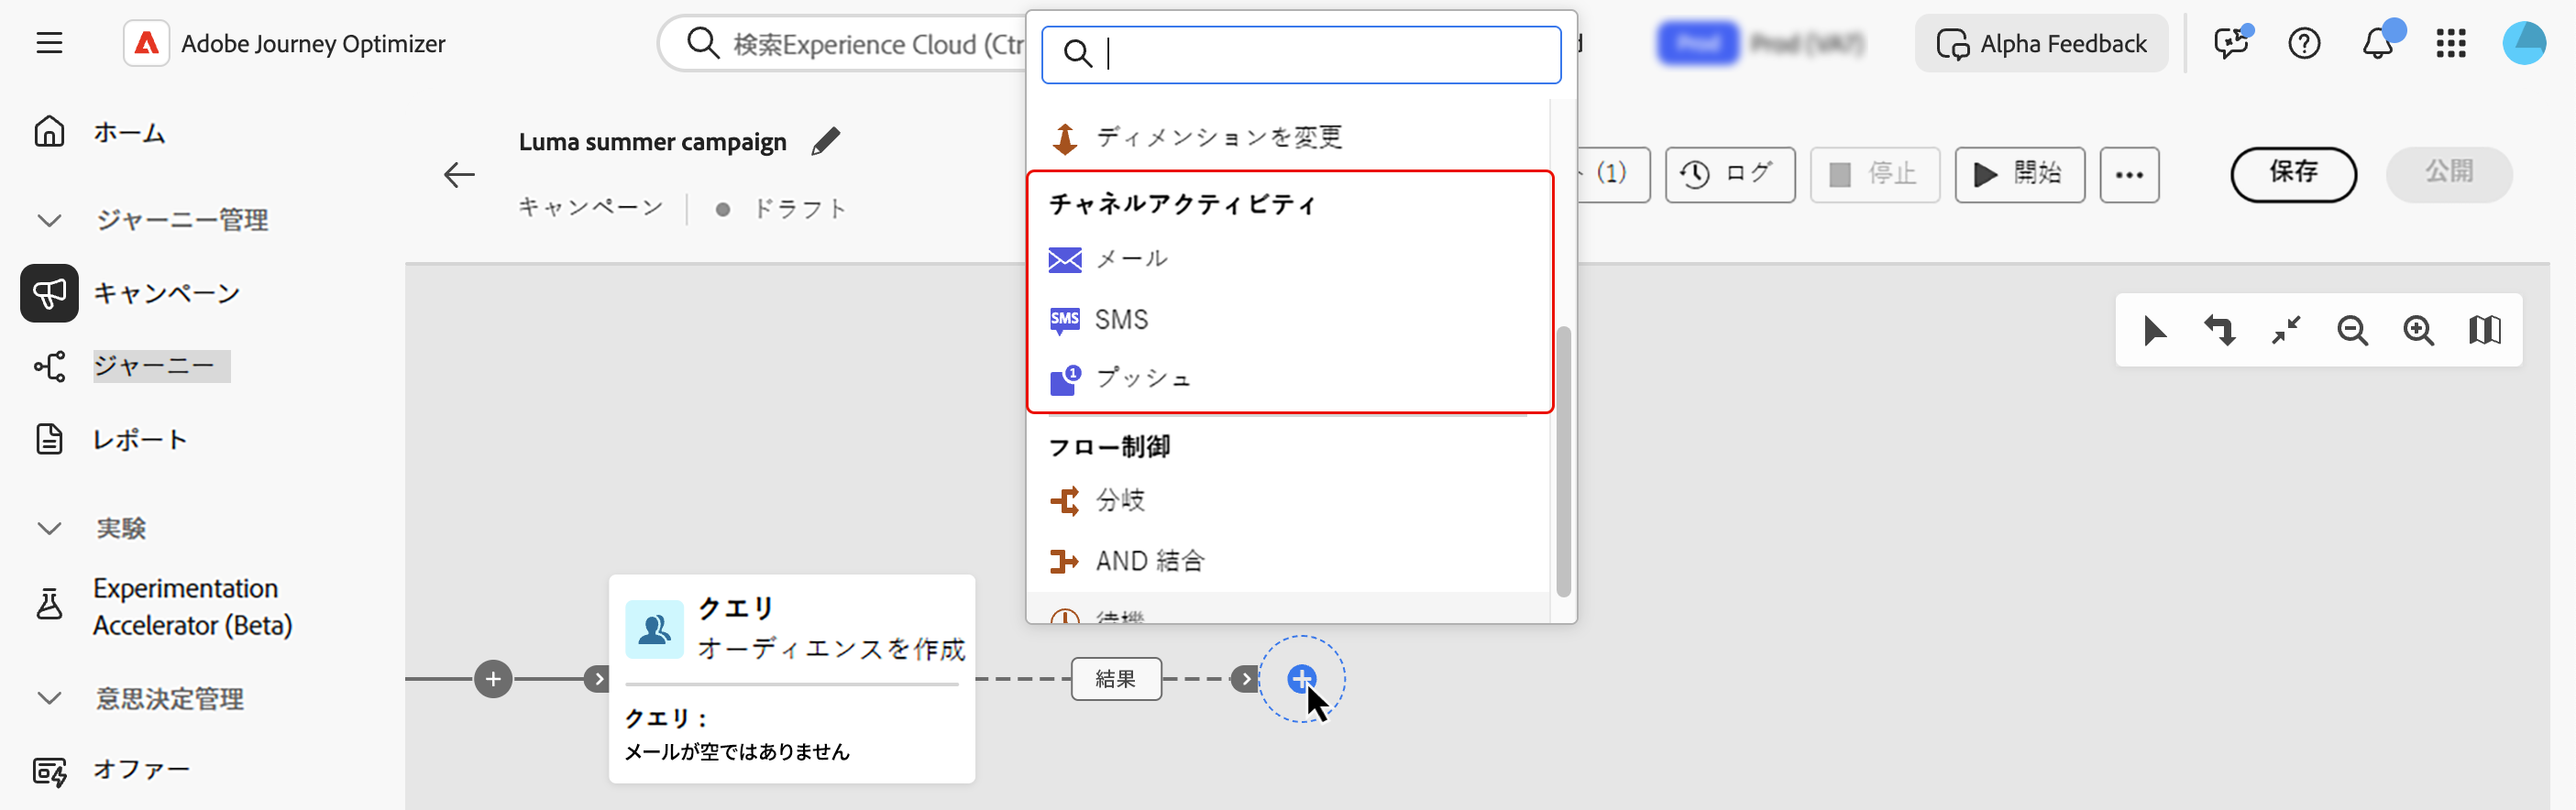 Adobe Journey Optimizer
検索Experience Cloud (Ctr
Alpha Feedback
ホーム
ジャーニー管理
キャンペーン
ジャーニー
レポート
実験
Experimentation
Accelerator (Beta)
意思決定管理
オファー
Luma summer campaign
キャンペーン
ドラフト
(1)
ログ
停止
開始
保存
公開
ディメンションを変更
チャネルアクティビティ
メール
SMS
SMS
1
プッシュ
フロー制御
分岐
AND 結合
クエリ
オーディエンスを作成
クエリ：
メールが空ではありません
結果